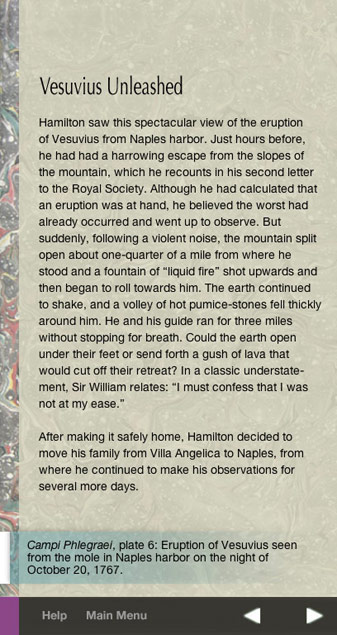 Vesuvius Unleashed
Hamilton saw this spectacular view of the eruption
of Vesuvius from Naples harbor. Just hours before,
he had had a harrowing escape from the slopes of
the mountain, which he recounts in his second letter
to the Royal Society. Although he had calculated that
an eruption was at hand, he believed the worst had
already occurred and went up to observe. But
suddenly, following a violent noise, the mountain split
open about one-quarter of a mile from where he
stood and a fountain of “liquid fire” shot upwards and
then began to roll towards him. The earth continued
to shake, and a volley of hot pumice-stones fell thickly
around him. He and his guide ran for three miles
without stopping for breath. Could the earth open
under their feet or send forth a gush of lava that
would cut off their retreat? In a classic understate-
ment, Sir William relates: “I must confess that I was
not at my ease.”
After making it safely home, Hamilton decided to
move his family from Villa Angelica to Naples, from
where he continued to make his observations for
several more days.
Campi Phlegraei, plate 6: Eruption of Vesuvius seen
from the mole in Naples harbor on the night of
October 20, 1767.
Help Main Menu